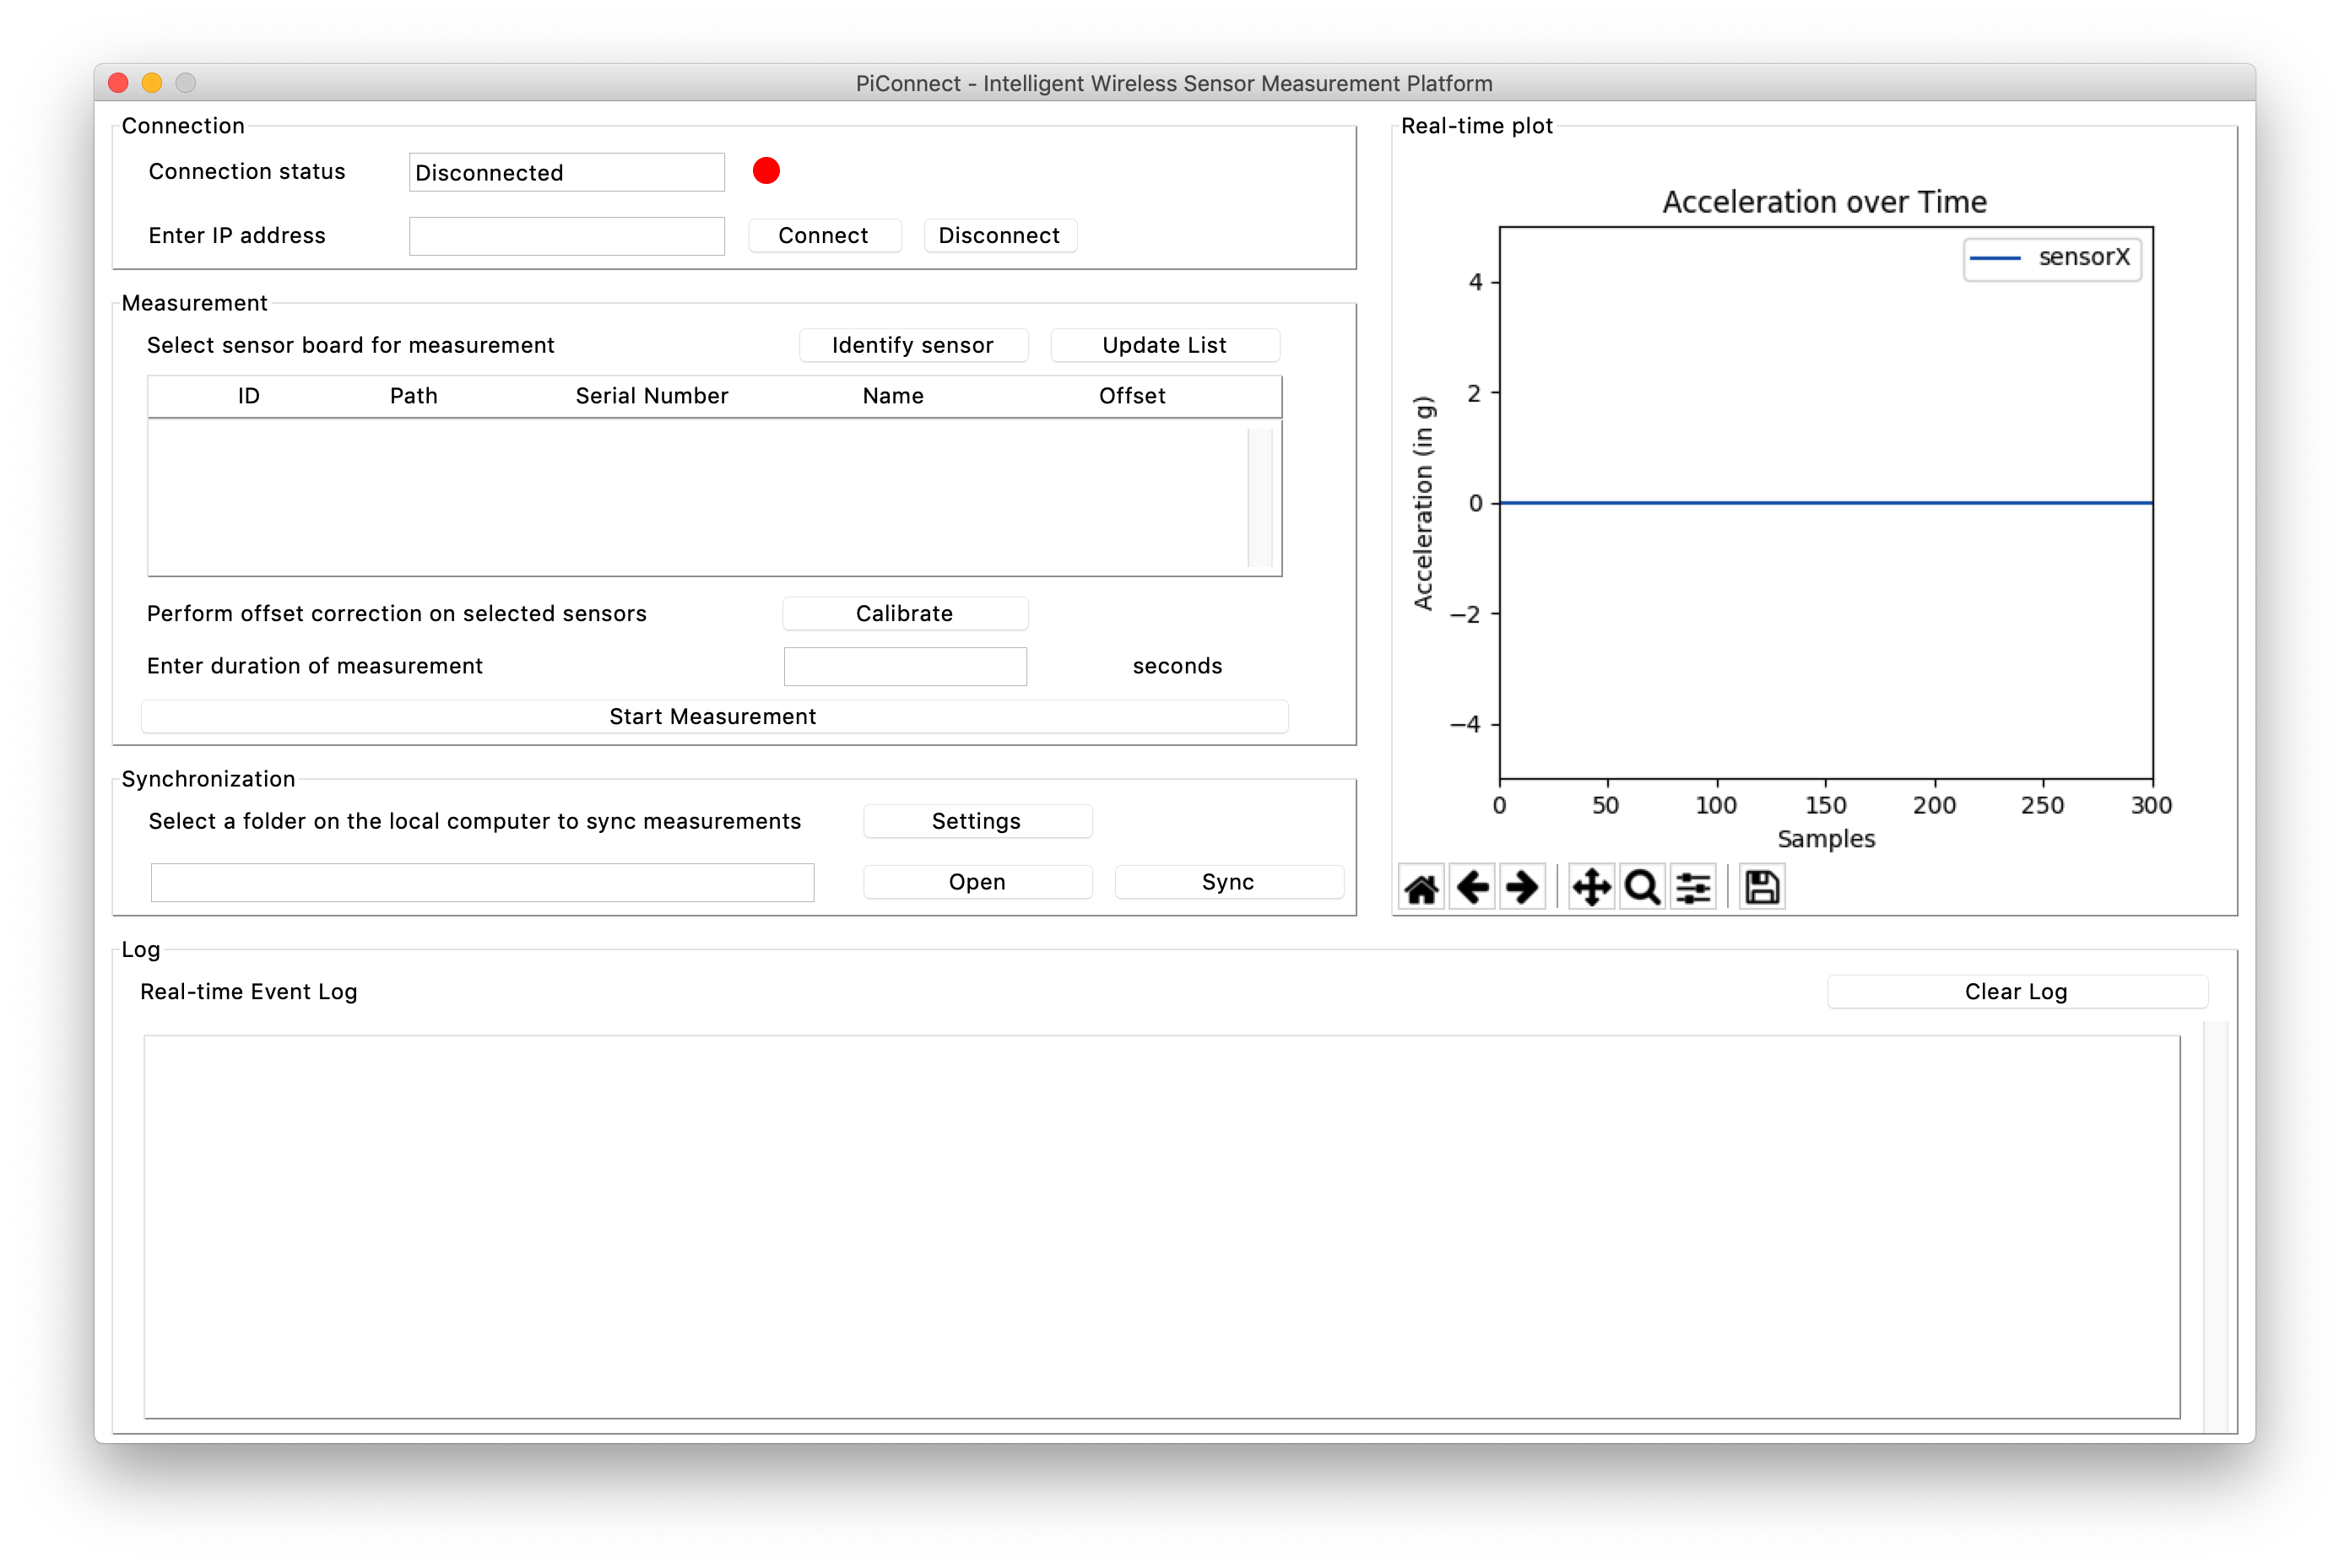 PiConnect - Intelligent Wireless Sensor Measurement Platform
Connection
Connection status
Disconnected
Enter IP address
Connect
Disconnect
Measurement
Select sensor board for measurement
Identify sensor
Update List
ID
Path
Serial Number
Name
Offset
Perform offset correction on selected sensors
Calibrate
Enter duration of measurement
seconds
Start Measurement
Synchronization
Select a folder on the local computer to sync measurements
Settings
Open
Sync
Real-time plot
Acceleration over Time
sensorX
Acceleration (in g)
4
2
0
−2
−4
0 50 100 150 200 250 300
Samples
Log
Real-time Event Log
Clear Log